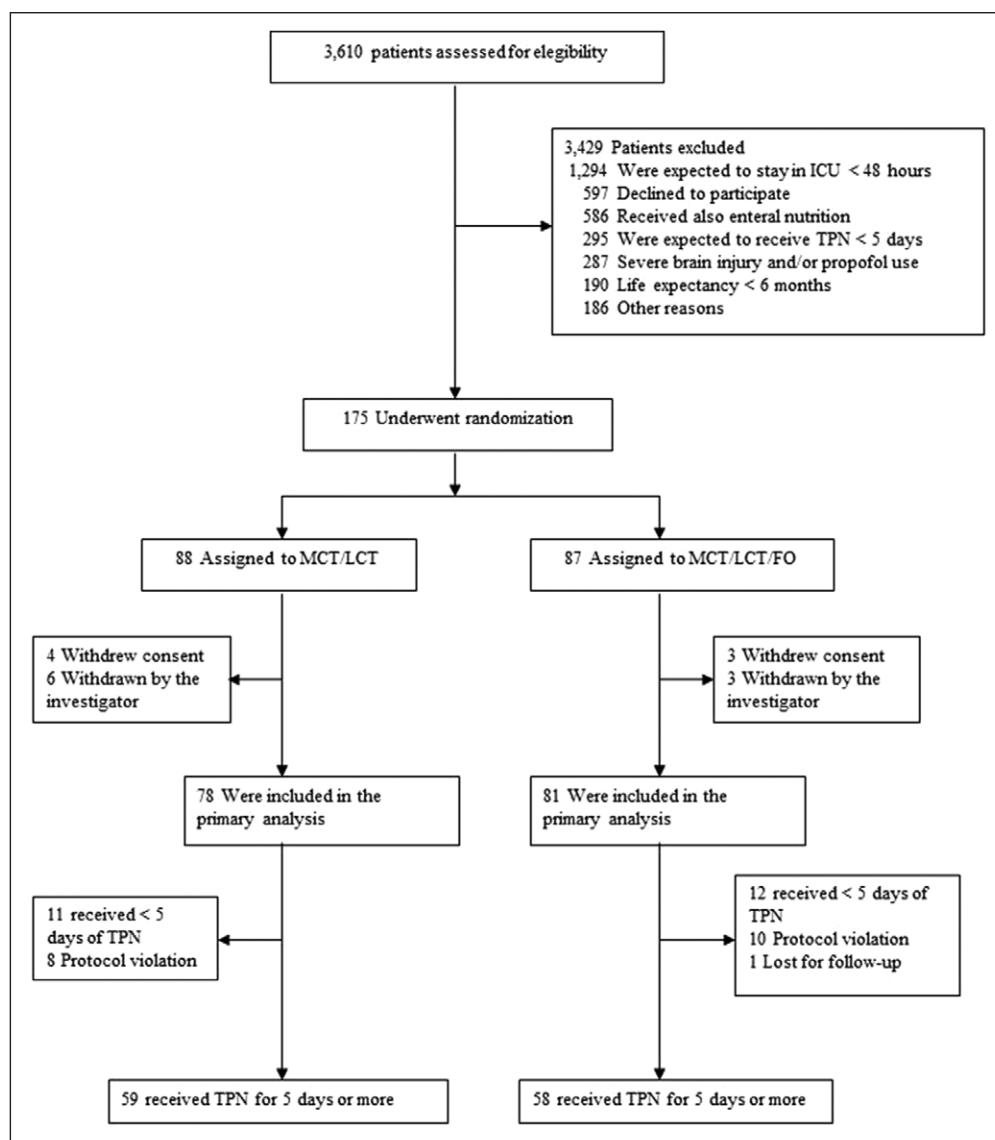 3,610 patients assessed for elegibility
3,429 Patients excluded
1,294 Were expected to stay in ICU < 48 hours
597 Declined to participate
586 Received also enteral nutrition
295 Were expected to receive TPN < 5 days
287 Severe brain injury and/or propofol use
190 Life expectancy < 6 months
186 Other reasons
175 Underwent randomization
88 Assigned to MCT/LCT
87 Assigned to MCT/LCT/FO
4 Withdrew consent
6 Withdrawn by the
investigator
3 Withdrew consent
3 Withdrawn by the
investigator
78 Were included in the
primary analysis
81 Were included in the
primary analysis
11 received < 5
days of TPN
8 Protocol violation
12 received < 5 days of
TPN
10 Protocol violation
1 Lost for follow-up
59 received TPN for 5 days or more
58 received TPN for 5 days or more